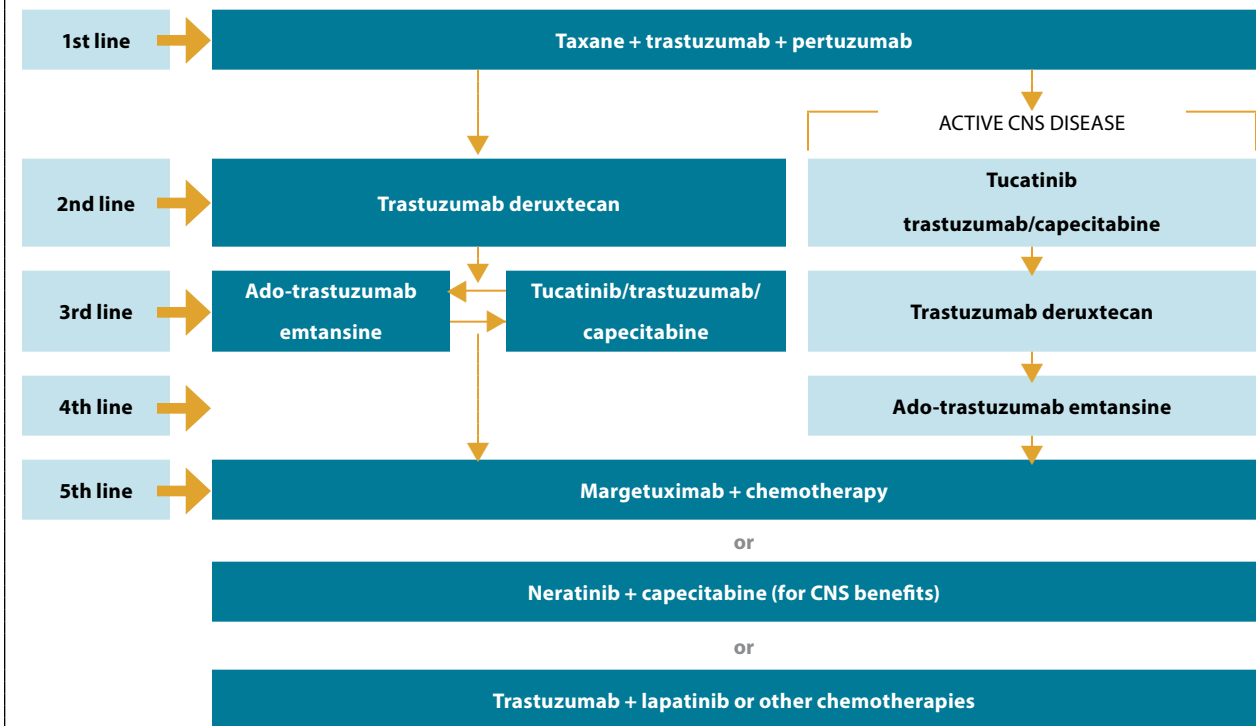 1st line
Taxane + trastuzumab + pertuzumab
ACTIVE CNS DISEASE
2nd line
Trastuzumab deruxtecan
Tucatinib
trastuzumab/capecitabine
3rd line
Ado-trastuzumab
emtansine
Tucatinib/trastuzumab/
capecitabine
Trastuzumab deruxtecan
4th line
Ado-trastuzumab emtansine
5th line
Margetuximab + chemotherapy
or
Neratinib + capecitabine (for CNS benefits)
or
Trastuzumab + lapatinib or other chemotherapies